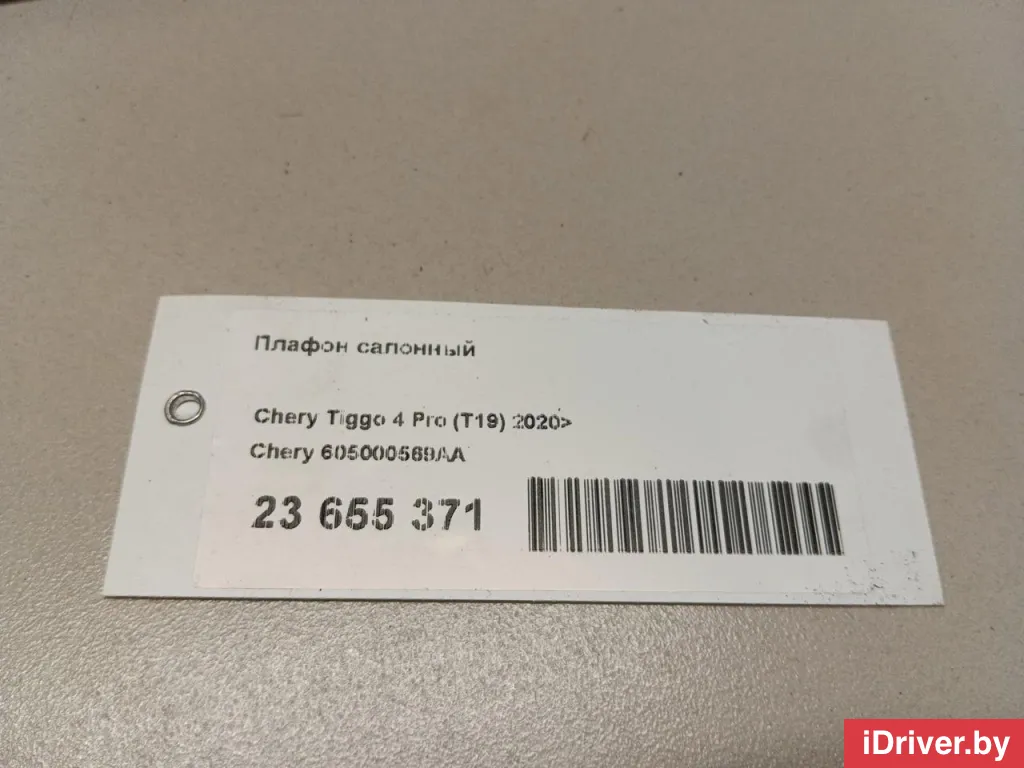 Плафон салонный
Chery Tiggo 4 Pro (T19) 2020>
Chery 605000569AA
23 655 371
iDriver.by